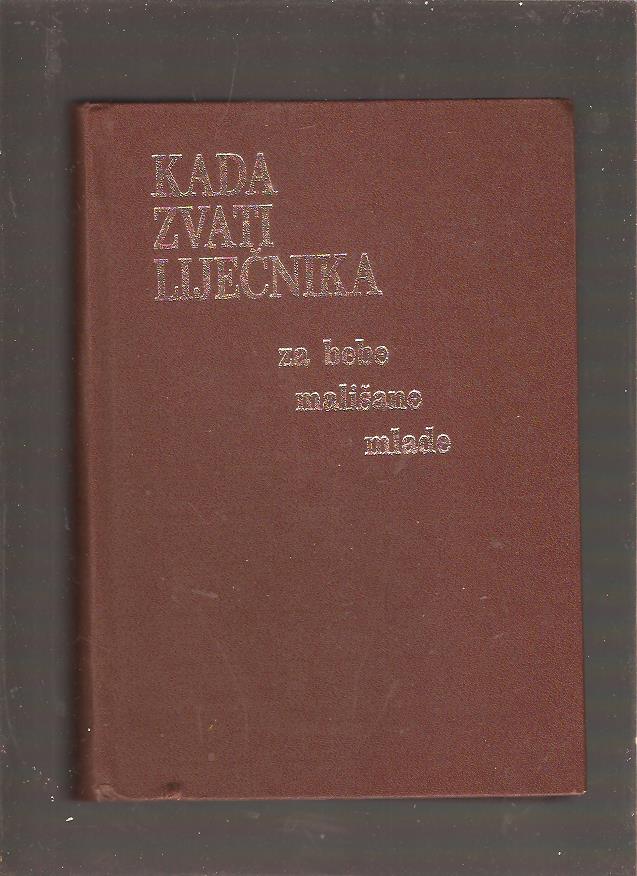 KADA
ZVATI
LIJEČNIKA
za bebe
mališane
mlade